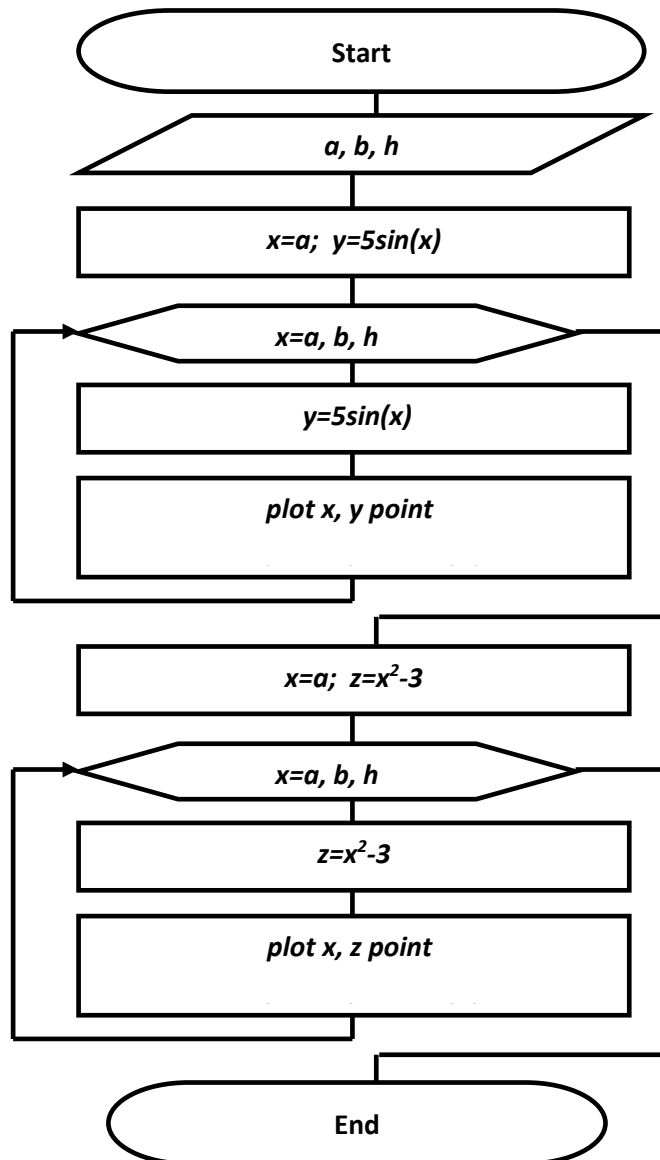 Start
a, b, h
x=a; y=5sin(x)
x=a, b, h
y=5sin(x)
plot x, y point
x=a; z=x²-3
x=a, b, h
z=x²-3
plot x, z point
End